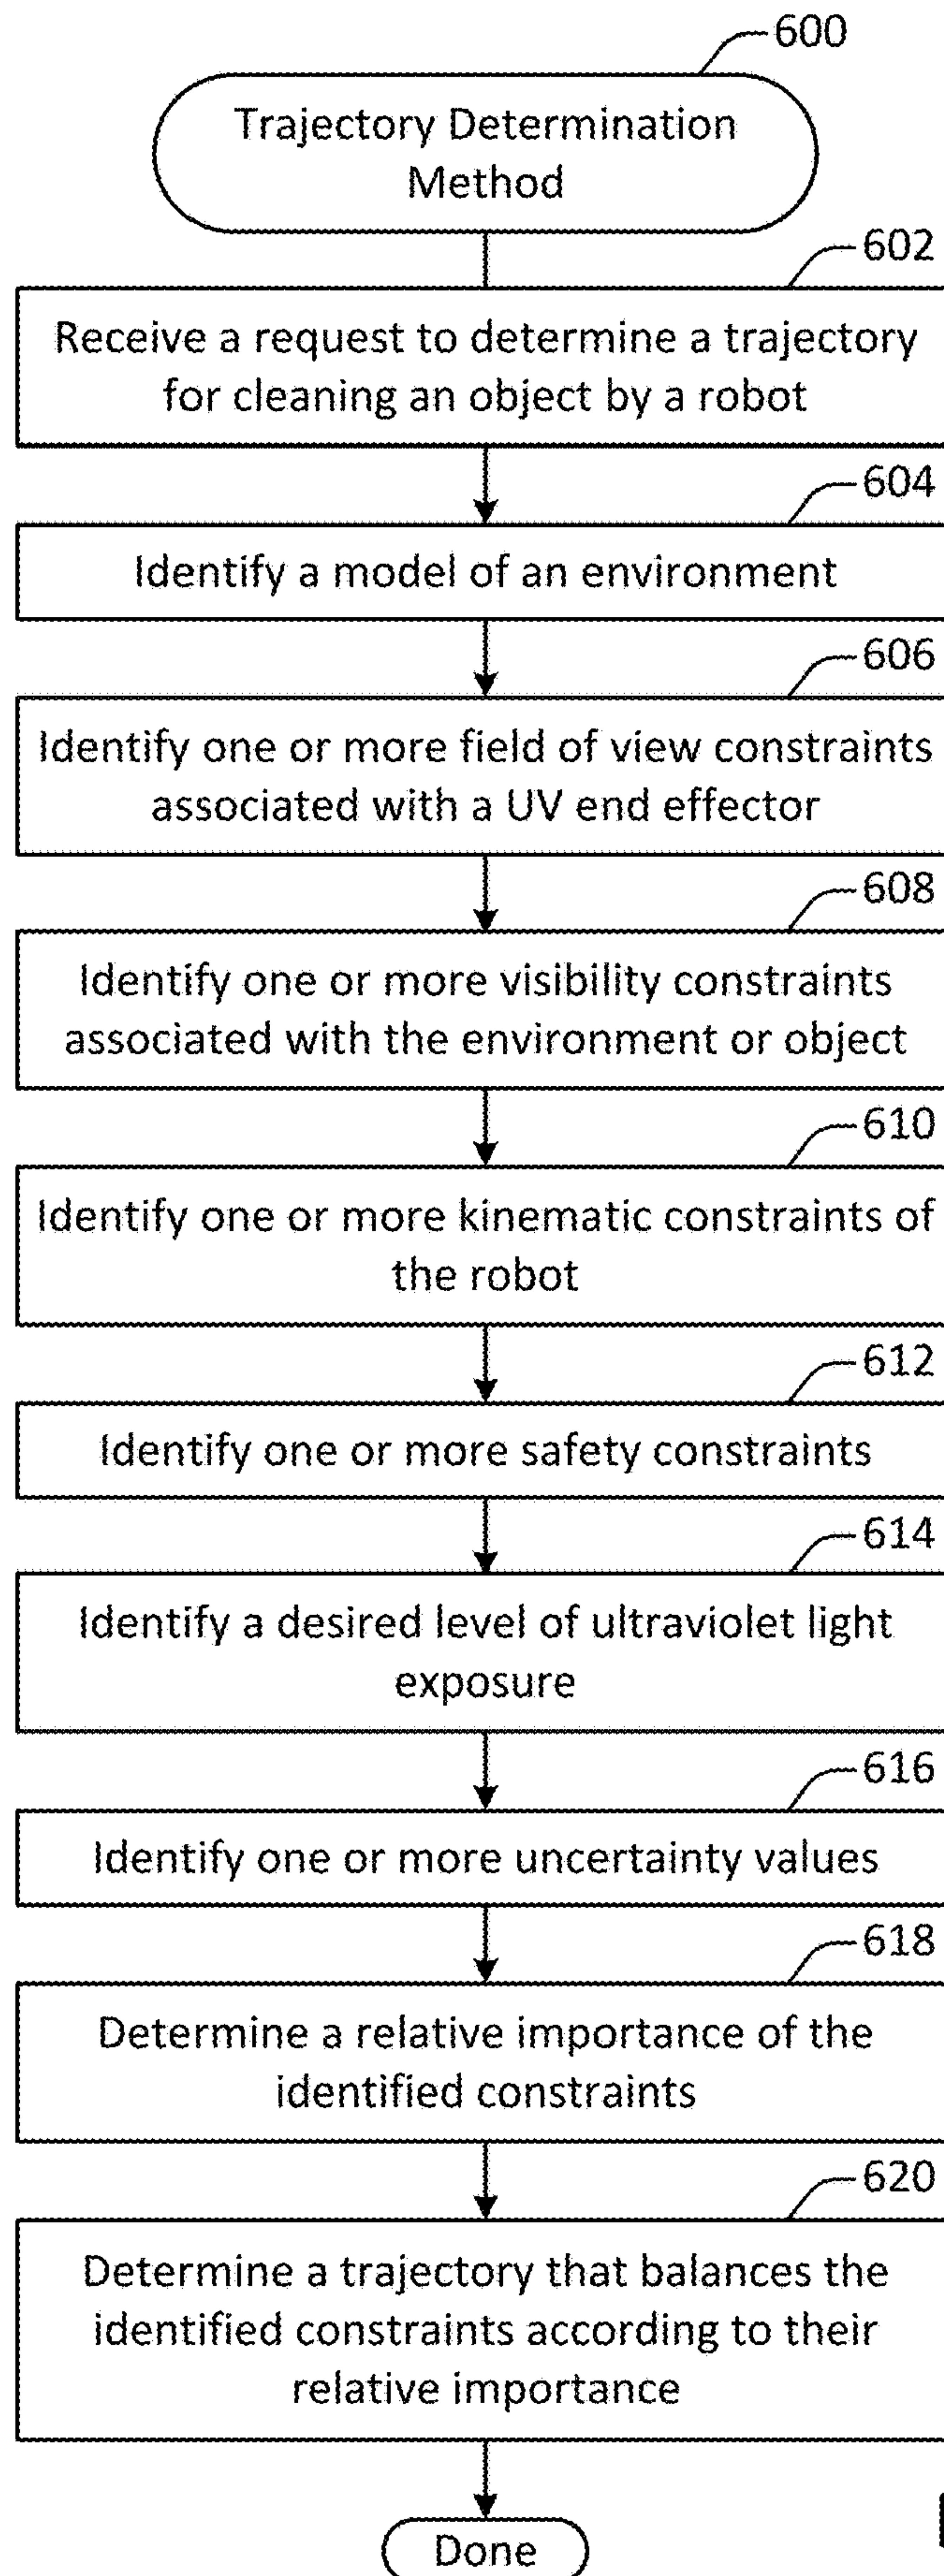 600
Trajectory Determination
Method
602
Receive a request to determine a trajectory
for cleaning an object by a robot
604
Identify a model of an environment
606
Identify one or more field of view constraints
associated with a UV end effector
608
Identify one or more visibility constraints
associated with the environment or object
610
Identify one or more kinematic constraints of
the robot
612
Identify one or more safety constraints
614
Identify a desired level of ultraviolet light
exposure
616
Identify one or more uncertainty values
618
Determine a relative importance of the
identified constraints
620
Determine a trajectory that balances the
identified constraints according to their
relative importance
Done